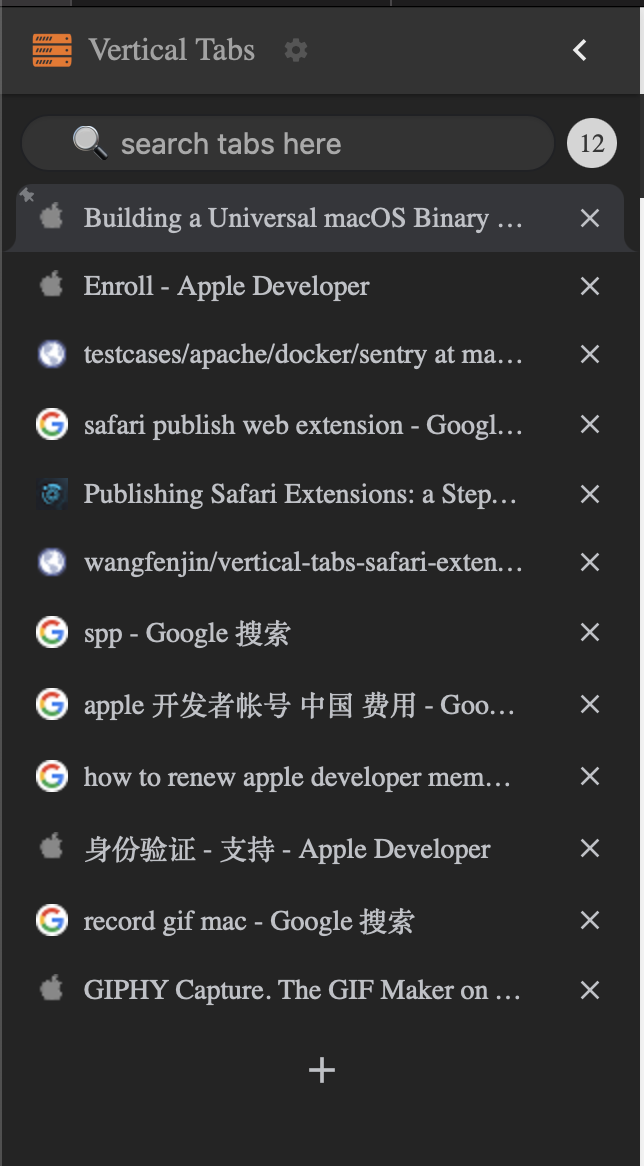 Vertical Tabs
search tabs here
12
Building a Universal macOS Binary …
Enroll - Apple Developer
testcases/apache/docker/sentry at ma…
safari publish web extension - Googl…
Publishing Safari Extensions: a Step…
wangfenjin/vertical-tabs-safari-exten…
spp - Google 搜索
apple 开发者帐号 中国 费用 - Goo…
how to renew apple developer mem…
身份验证 - 支持 - Apple Developer
record gif mac - Google 搜索
GIPHY Capture. The GIF Maker on …